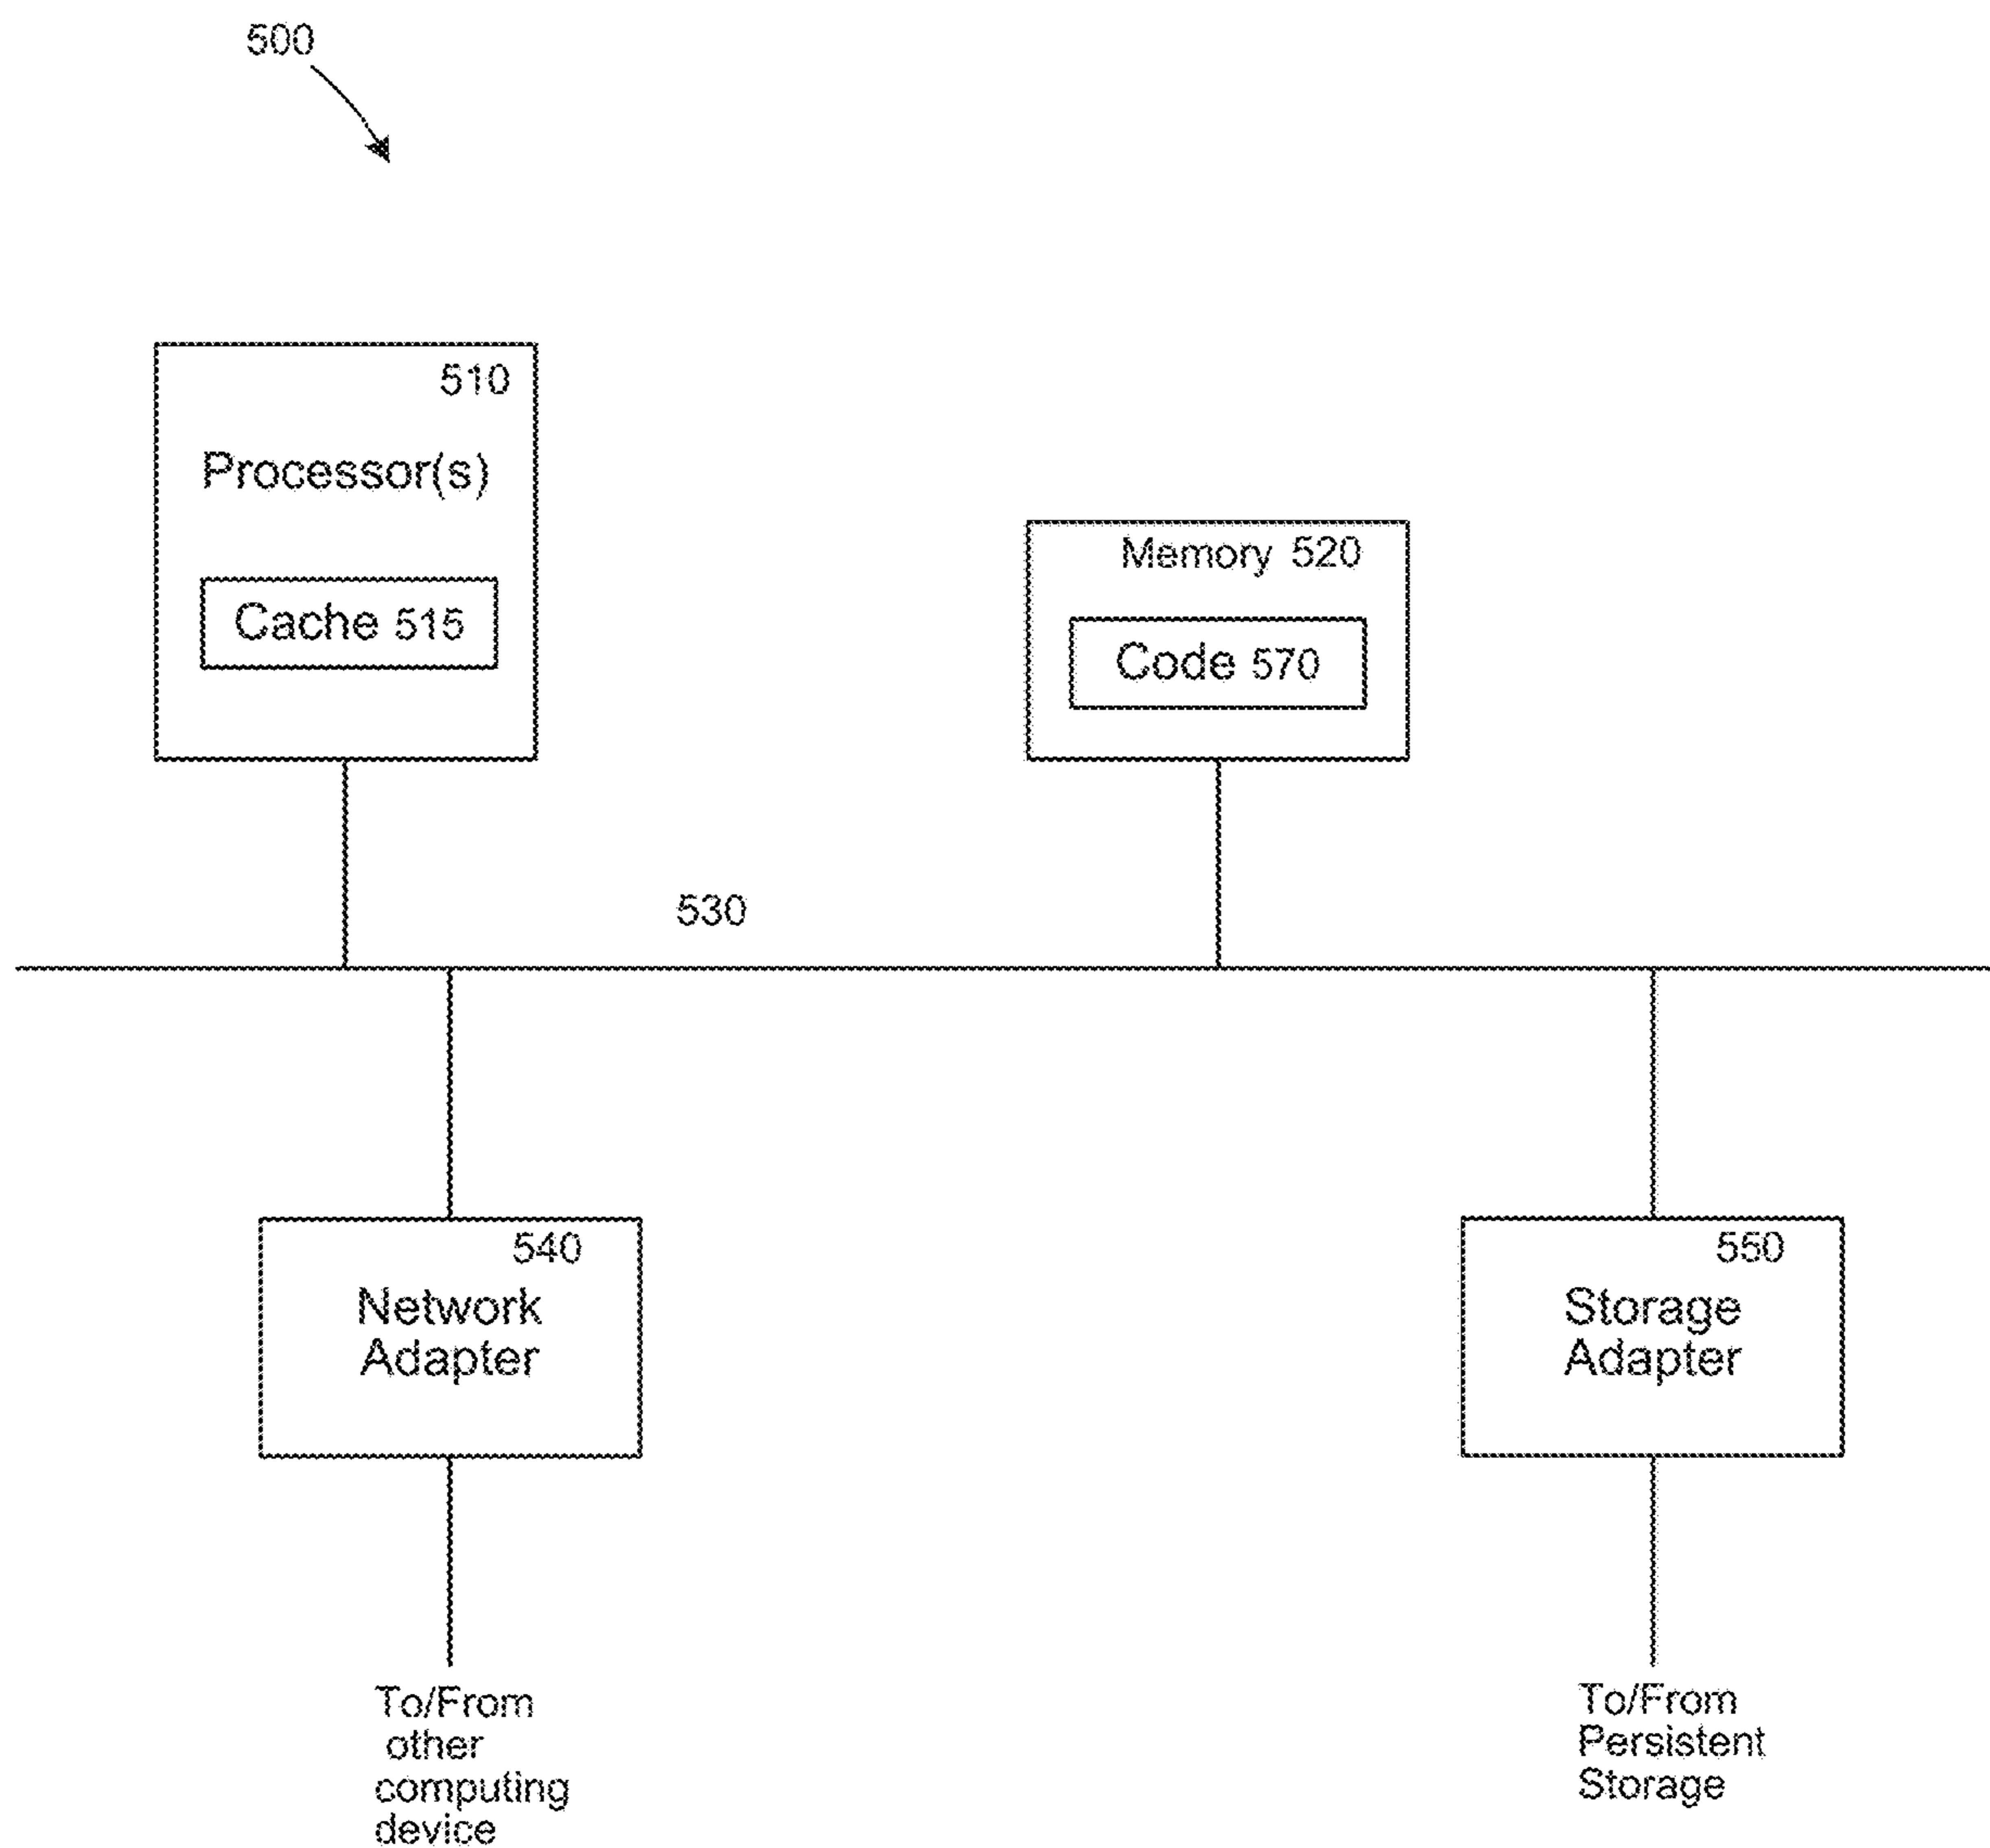 500
510
Processor(s)
Cache 515
Memory 520
Code 570
530
540
Network
Adapter
550
Storage
Adapter
To/From
other
computing
device
To/From
Persistent
Storage